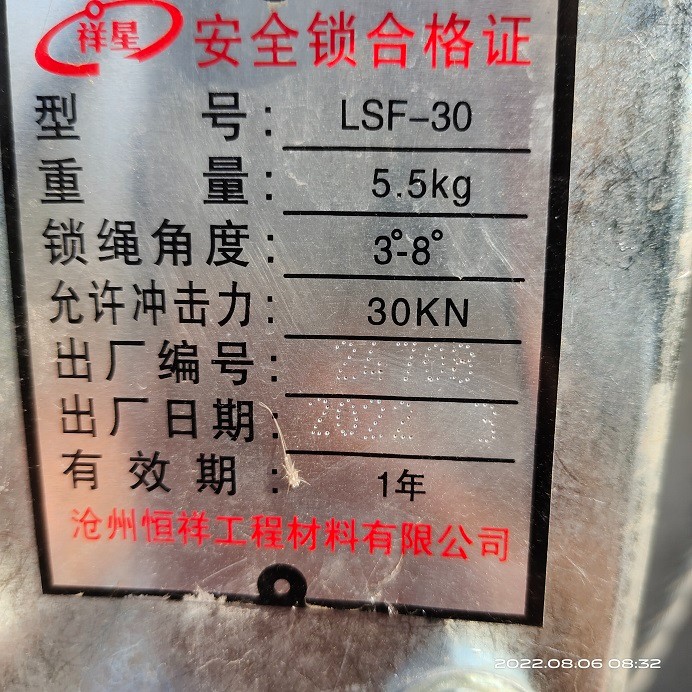 祥星 安全锁合格证
型号: LSF-30
重量: 5.5kg
锁绳角度: 3°-8°
允许冲击力: 30KN
出厂编号:
出厂日期: 2022 3
有效期: 1年
沧州恒祥工程材料有限公司
2022.08.06 08:32